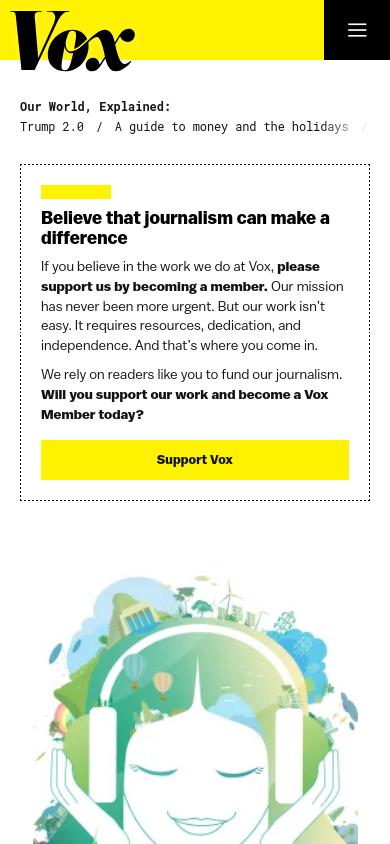 Vox
Our World, Explained:
Trump 2.0 / A guide to money and the holidays /
Believe that journalism can make a
difference
If you believe in the work we do at Vox, please
support us by becoming a member. Our mission
has never been more urgent. But our work isn’t
easy. It requires resources, dedication, and
independence. And that’s where you come in.
We rely on readers like you to fund our journalism.
Will you support our work and become a Vox
Member today?
Support Vox